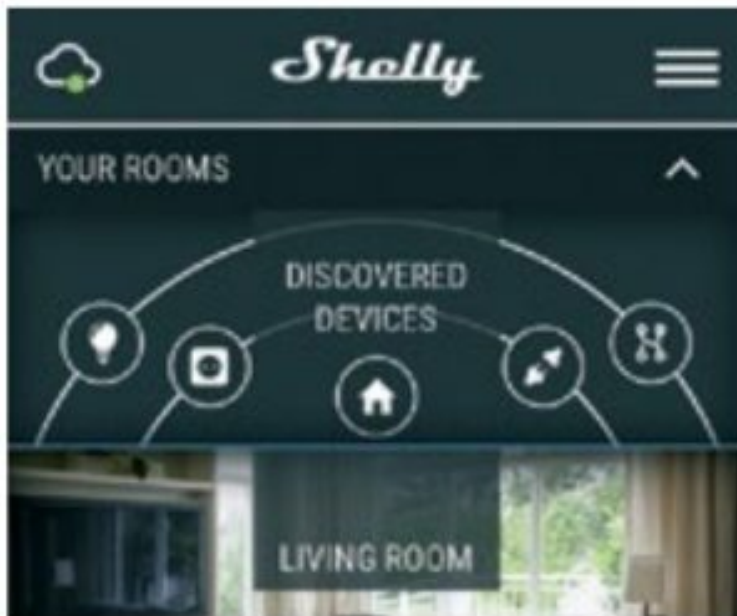 Shelly
YOUR ROOMS
DISCOVERED
DEVICES
LIVING ROOM